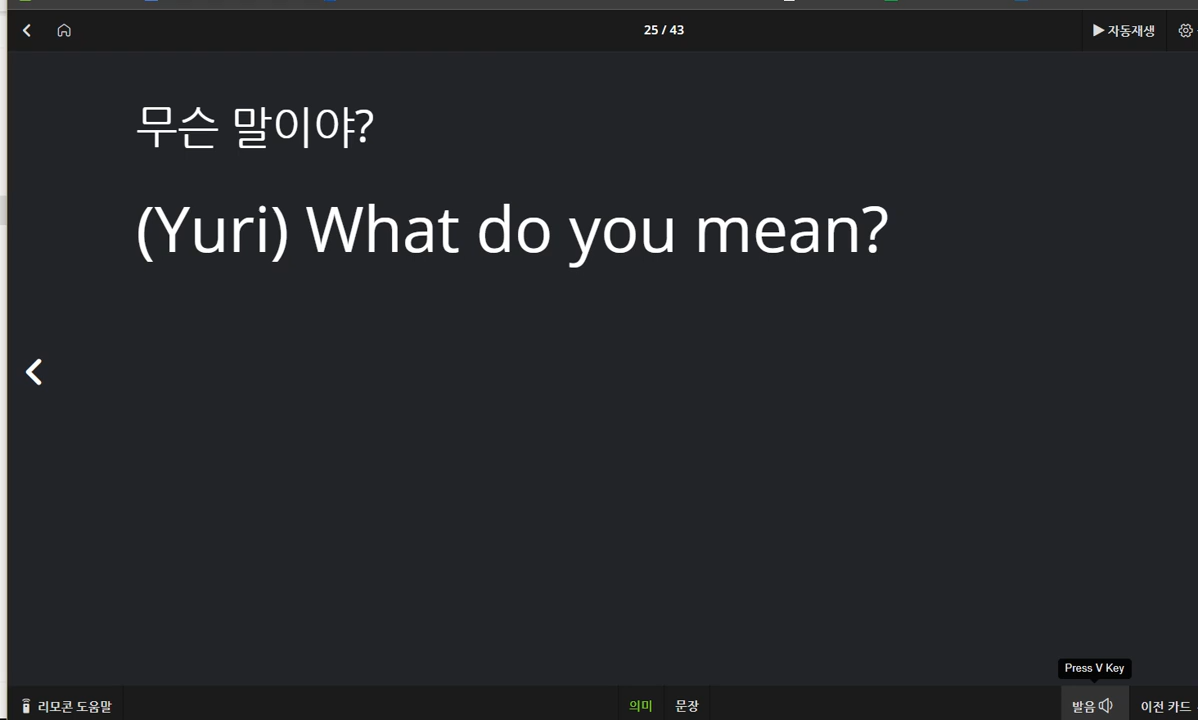 25 / 43
▶ 자동재생
무슨 말이야?
(Yuri) What do you mean?
Press V Key
리모콘 도움말
의미
문장
발음
이전 카드